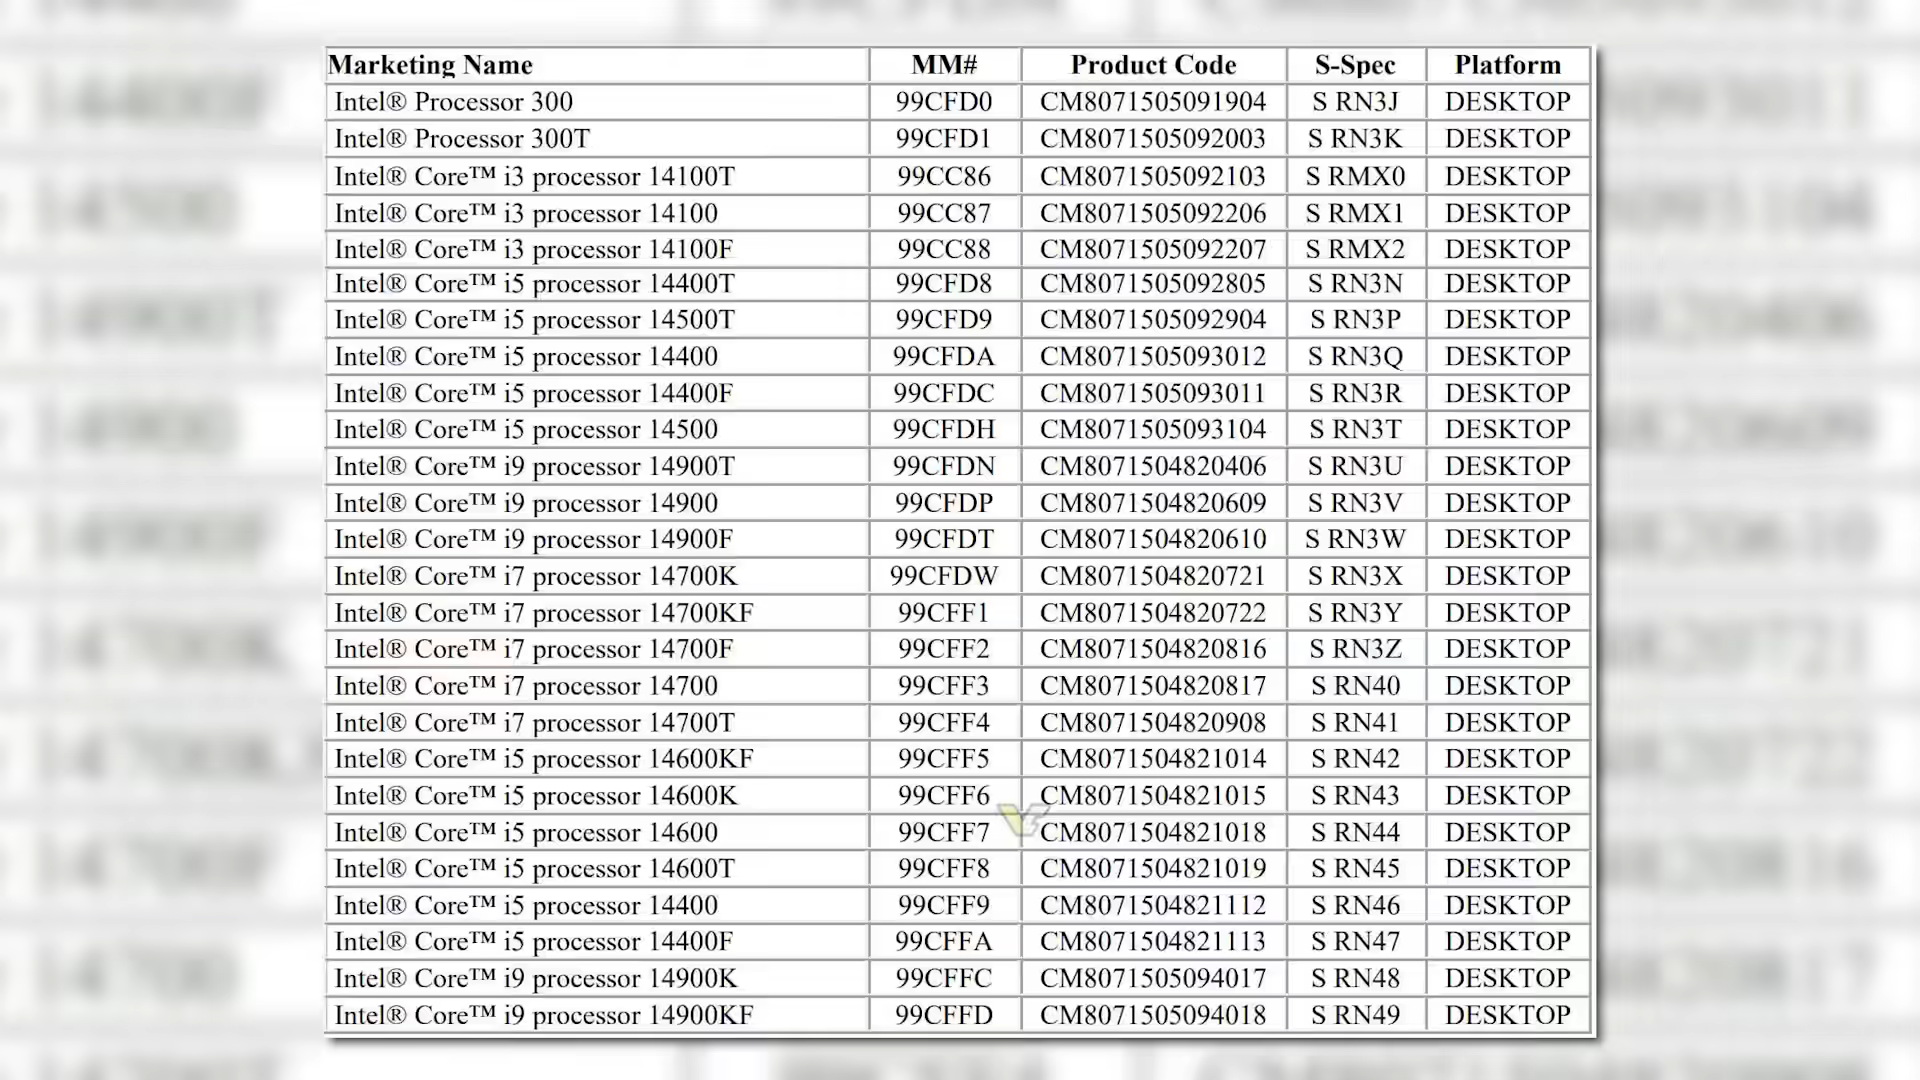 Marketing Name MM# Product Code S-Spec Platform
Intel® Processor 300 99CFD0 CM8071505091904 S RN3J DESKTOP
Intel® Processor 300T 99CFD1 CM8071505092003 S RN3K DESKTOP
Intel® Core™ i3 processor 14100T 99CC86 CM8071505092103 S RMX0 DESKTOP
Intel® Core™ i3 processor 14100 99CC87 CM8071505092206 S RMX1 DESKTOP
Intel® Core™ i3 processor 14100F 99CC88 CM8071505092207 S RMX2 DESKTOP
Intel® Core™ i5 processor 14400T 99CFD8 CM8071505092805 S RN3N DESKTOP
Intel® Core™ i5 processor 14500T 99CFD9 CM8071505092904 S RN3P DESKTOP
Intel® Core™ i5 processor 14400 99CFDA CM8071505093012 S RN3Q DESKTOP
Intel® Core™ i5 processor 14400F 99CFDC CM8071505093011 S RN3R DESKTOP
Intel® Core™ i5 processor 14500 99CFDH CM8071505093104 S RN3T DESKTOP
Intel® Core™ i9 processor 14900T 99CFDN CM8071504820406 S RN3U DESKTOP
Intel® Core™ i9 processor 14900 99CFDP CM8071504820609 S RN3V DESKTOP
Intel® Core™ i9 processor 14900F 99CFDT CM8071504820610 S RN3W DESKTOP
Intel® Core™ i7 processor 14700K 99CFDW CM8071504820721 S RN3X DESKTOP
Intel® Core™ i7 processor 14700KF 99CFF1 CM8071504820722 S RN3Y DESKTOP
Intel® Core™ i7 processor 14700F 99CFF2 CM8071504820816 S RN3Z DESKTOP
Intel® Core™ i7 processor 14700 99CFF3 CM8071504820817 S RN40 DESKTOP
Intel® Core™ i7 processor 14700T 99CFF4 CM8071504820908 S RN41 DESKTOP
Intel® Core™ i5 processor 14600KF 99CFF5 CM8071504821014 S RN42 DESKTOP
Intel® Core™ i5 processor 14600K 99CFF6 CM8071504821015 S RN43 DESKTOP
Intel® Core™ i5 processor 14600 99CFF7 CM8071504821018 S RN44 DESKTOP
Intel® Core™ i5 processor 14600T 99CFF8 CM8071504821019 S RN45 DESKTOP
Intel® Core™ i5 processor 14400 99CFF9 CM8071504821112 S RN46 DESKTOP
Intel® Core™ i5 processor 14400F 99CFFA CM8071504821113 S RN47 DESKTOP
Intel® Core™ i9 processor 14900K 99CFFC CM8071505094017 S RN48 DESKTOP
Intel® Core™ i9 processor 14900KF 99CFFD CM8071505094018 S RN49 DESKTOP